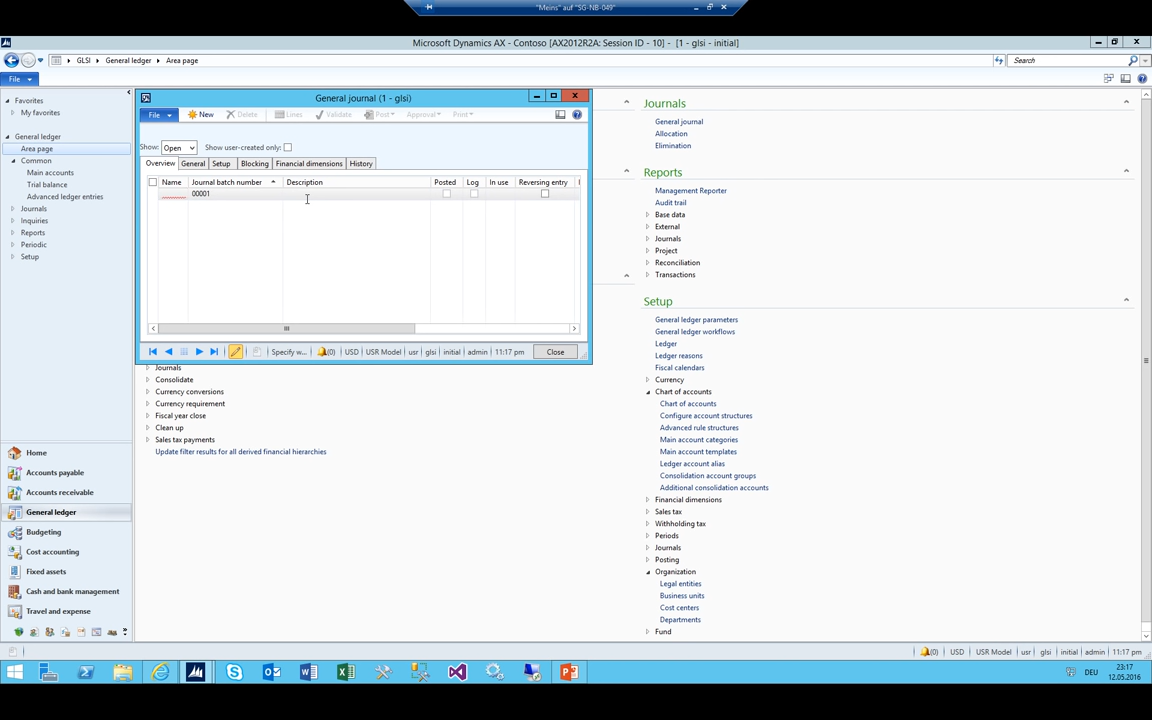 "Meins" auf "SG-NB-049"
Microsoft Dynamics AX - Contoso [AX2012R2A: Session ID - 10] - [1 - glsi - initial]
GLSI General ledger Area page
Search
File
Favorites
My favorites
General ledger
Area page
Common
Main accounts
Trial balance
Advanced ledger entries
Journals
Inquiries
Reports
Periodic
Setup
Home
Accounts payable
Accounts receivable
General ledger
Budgeting
Cost accounting
Fixed assets
Cash and bank management
Travel and expense
General journal (1 - glsi)
File New Delete Lines Validate Post Approval Print
Show: Open Show user-created only:
Overview General Setup Blocking Financial dimensions History
Name Journal batch number Description Posted Log In use Reversing entry
00001
Specify w... (0) USD USR Model usr glsi initial admin 11:17 pm Close
Journals
Consolidate
Currency conversions
Currency requirement
Fiscal year close
Clean up
Sales tax payments
Update filter results for all derived financial hierarchies
Journals
General journal
Allocation
Elimination
Reports
Management Reporter
Audit trail
Base data
External
Journals
Project
Reconciliation
Transactions
Setup
General ledger parameters
General ledger workflows
Ledger
Ledger reasons
Fiscal calendars
Currency
Chart of accounts
Chart of accounts
Configure account structures
Advanced rule structures
Main account categories
Main account templates
Ledger account alias
Consolidation account groups
Additional consolidation accounts
Financial dimensions
Sales tax
Withholding tax
Periods
Journals
Posting
Organization
Legal entities
Business units
Cost centers
Departments
Fund
(0) USD USR Model usr glsi initial admin 11:17 pm
DEU
23:17
12.05.2016